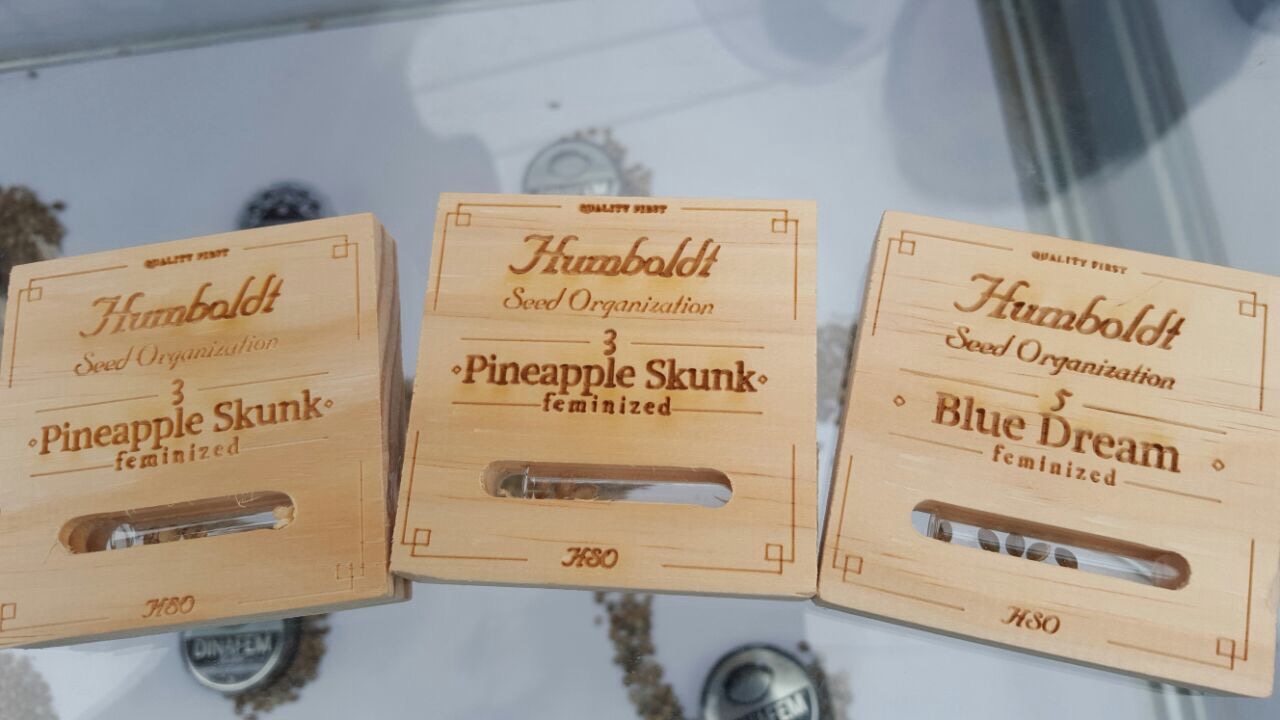 QUALITY FIRST
Humboldt
Seed Organization
3
Pineapple Skunk
feminized
HSO
QUALITY FIRST
Humboldt
Seed Organization
3
Pineapple Skunk
feminized
HSO
QUALITY FIRST
Humboldt
Seed Organization
5
Blue Dream
feminized
HSO
DINAFEM
DINAFEM